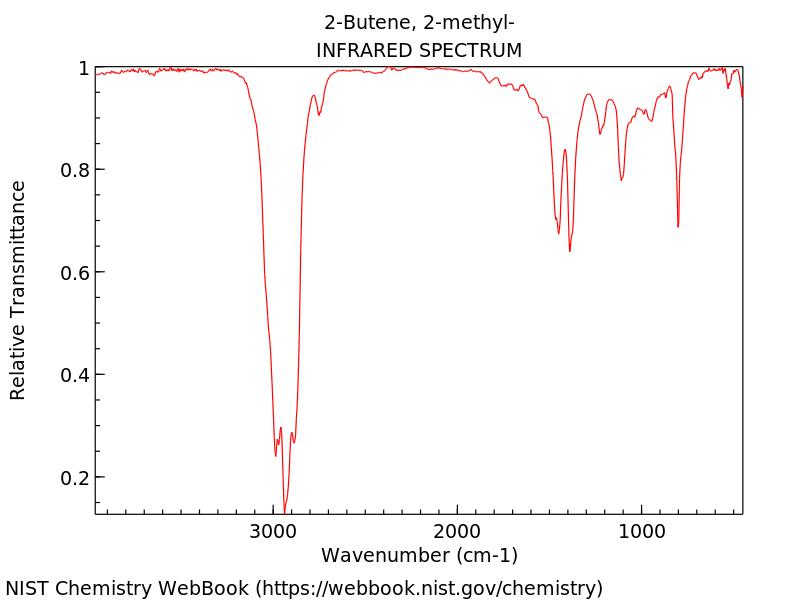 2-Butene, 2-methyl-
INFRARED SPECTRUM
1
0.8
0.6
0.4
0.2
Relative Transmittance
3000 2000 1000
Wavenumber (cm-1)
NIST Chemistry WebBook (https://webbook.nist.gov/chemistry)